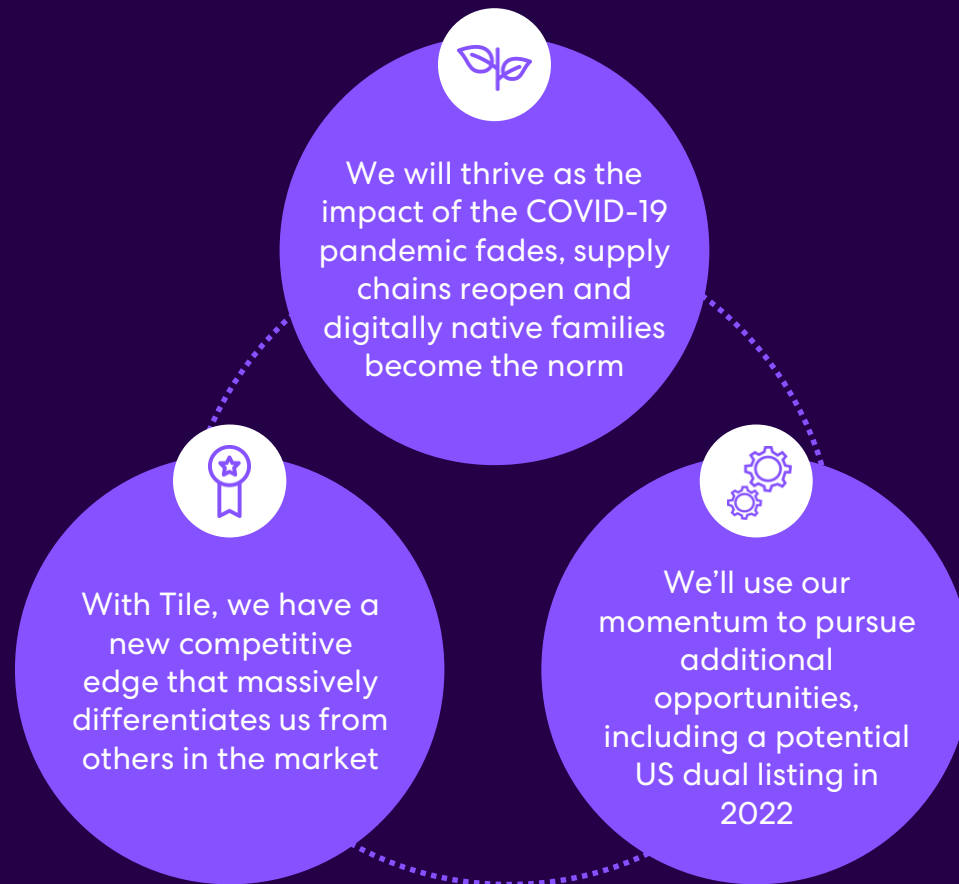 We will thrive as the
impact of the COVID-19
pandemic fades, supply
chains reopen and
digitally native families
become the norm
With Tile, we have a
new competitive
edge that massively
differentiates us from
others in the market
We’ll use our
momentum to pursue
additional
opportunities,
including a potential
US dual listing in
2022